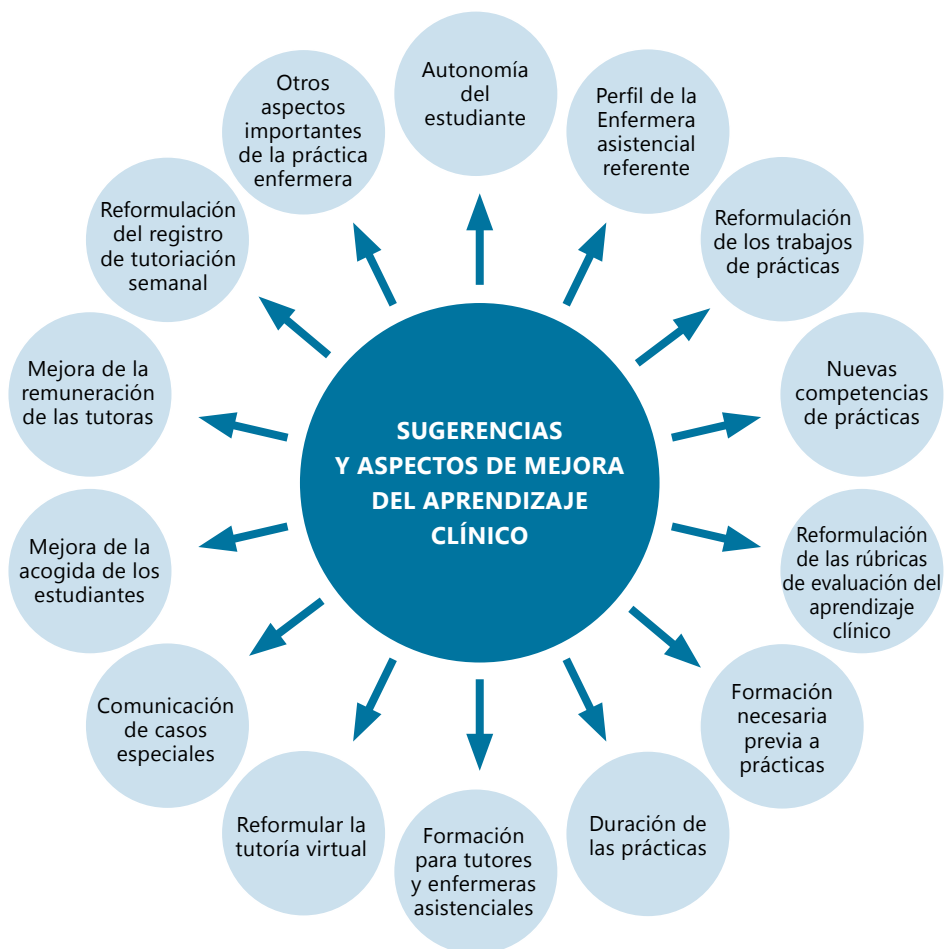 Autonomía
del
estudiante
Perfil de la
Enfermera
asistencial
referente
Reformulación
de los trabajos
de prácticas
Nuevas
competencias
de prácticas
Reformulación
de las rúbricas
de evaluación del
aprendizaje
clínico
Formación
necesaria
previa a
prácticas
Duración de
las prácticas
Formación
para tutores
y enfermeras
asistenciales
Reformular la
tutoría virtual
Comunicación
de casos
especiales
Mejora de la
acogida de los
estudiantes
Mejora de la
remuneración
de las tutoras
Reformulación
del registro
de tutoriación
semanal
Otros
aspectos
importantes
de la práctica
enfermera
SUGERENCIAS
Y ASPECTOS DE MEJORA
DEL APRENDIZAJE
CLÍNICO